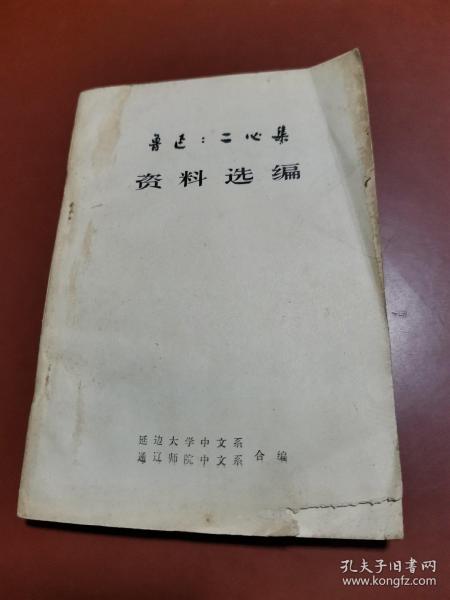 鲁迅：二心集
资料选编
延边大学中文系
通辽师院中文系 合编
孔夫子旧书网
www.kongfz.com